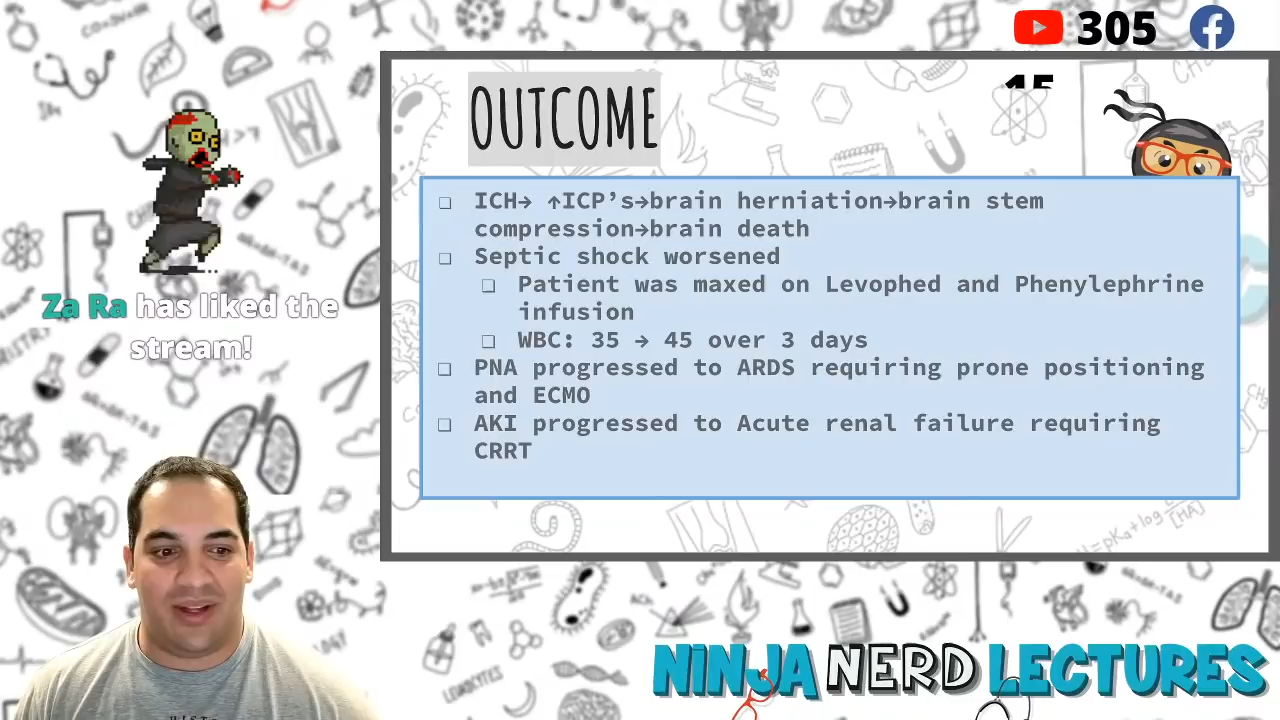 305
OUTCOME
❑ ICH→ ↑ICP’s→brain herniation→brain stem
compression→brain death
❑ Septic shock worsened
❑ Patient was maxed on Levophed and Phenylephrine
infusion
❑ WBC: 35 → 45 over 3 days
❑ PNA progressed to ARDS requiring prone positioning
and ECMO
❑ AKI progressed to Acute renal failure requiring
CRRT
Za Ra has liked the
stream!
NINJA NERD LECTURES